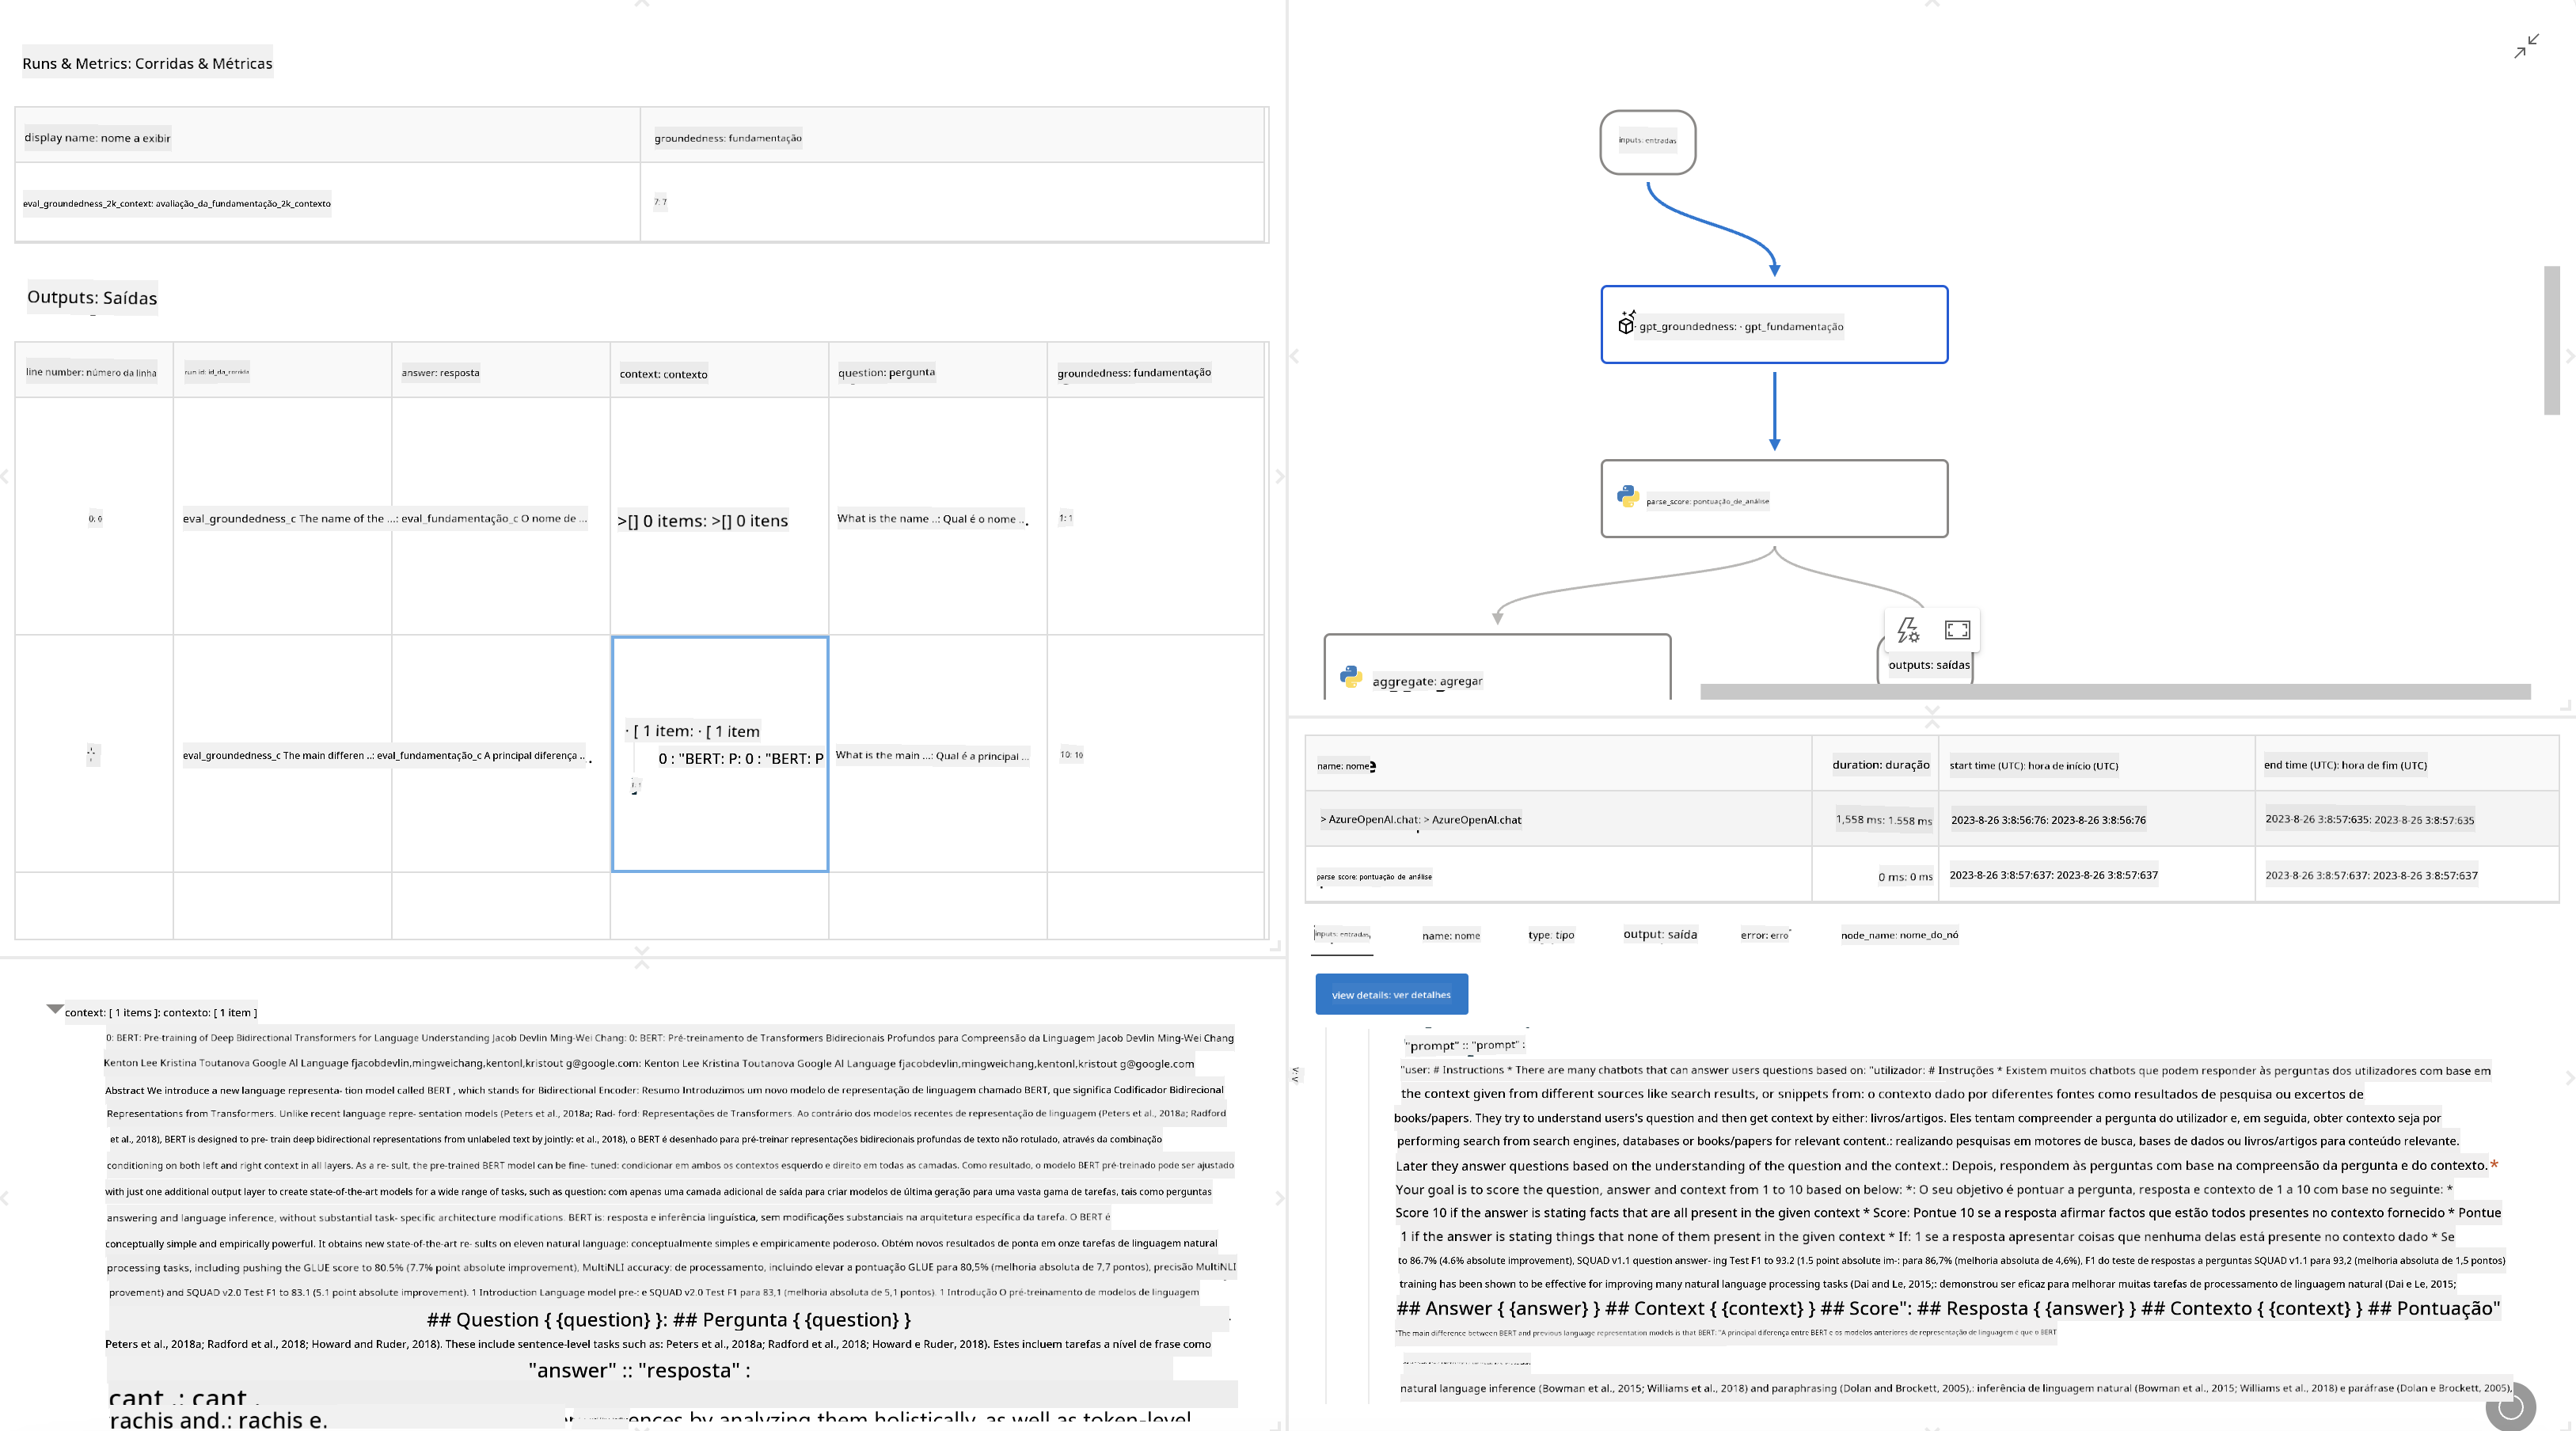 Runs & Metrics: Corridas & Métricas
display name: nome a exibir
groundedness: fundamentação
eval_groundedness_2k_context: avaliação_da_fundamentação_2k_contexto
7: 7
Outputs: Saídas
line number: número da linha
run id: id_da_corrida
answer: resposta
context: contexto
question: pergunta
groundedness: fundamentação
0: 0
eval_groundedness_c The name of the ...: eval_fundamentação_c O nome de ...
>[] 0 items: >[] 0 itens
What is the name ..: Qual é o nome ...
1: 1
eval_groundedness_c The main differen ..: eval_fundamentação_c A principal diferença ...
· [ 1 item: · [ 1 item
0 : "BERT: P: 0 : "BERT: P
What is the main ...: Qual é a principal ...
10: 10
context: [ 1 items ]: contexto: [ 1 item ]
0: BERT: Pre-training of Deep Bidirectional Transformers for Language Understanding Jacob Devlin Ming-Wei Chang: 0: BERT: Pré-treinamento de Transformers Bidirecionais Profundos para Compreensão da Linguagem Jacob Devlin Ming-Wei Chang
Kenton Lee Kristina Toutanova Google AI Language fjacobdevlin,mingweichang,kentonl,kristout g@google.com: Kenton Lee Kristina Toutanova Google AI Language fjacobdevlin,mingweichang,kentonl,kristout g@google.com
Abstract We introduce a new language representa- tion model called BERT , which stands for Bidirectional Encoder: Resumo Introduzimos um novo modelo de representação de linguagem chamado BERT, que significa Codificador Bidirecional
Representations from Transformers. Unlike recent language repre- sentation models (Peters et al., 2018a; Rad- ford: Representações de Transformers. Ao contrário dos modelos recentes de representação de linguagem (Peters et al., 2018a; Radford
et al., 2018), BERT is designed to pre- train deep bidirectional representations from unlabeled text by jointly: et al., 2018), o BERT é desenhado para pré-treinar representações bidirecionais profundas de texto não rotulado, através da combinação
conditioning on both left and right context in all layers. As a re- sult, the pre-trained BERT model can be fine- tuned: condicionar em ambos os contextos esquerdo e direito em todas as camadas. Como resultado, o modelo BERT pré-treinado pode ser ajustado
with just one additional output layer to create state-of-the-art models for a wide range of tasks, such as question: com apenas uma camada adicional de saída para criar modelos de última geração para uma vasta gama de tarefas, tais como perguntas
answering and language inference, without substantial task- specific architecture modifications. BERT is: resposta e inferência linguística, sem modificações substanciais na arquitetura específica da tarefa. O BERT é
conceptually simple and empirically powerful. It obtains new state-of-the-art re- sults on eleven natural language: conceptualmente simples e empiricamente poderoso. Obtém novos resultados de ponta em onze tarefas de linguagem natural
processing tasks, including pushing the GLUE score to 80.5% (7.7% point absolute improvement), MultiNLI accuracy: de processamento, incluindo elevar a pontuação GLUE para 80,5% (melhoria absoluta de 7,7 pontos), precisão MultiNLI
provement) and SQUAD v2.0 Test F1 to 83.1 (5.1 point absolute improvement). 1 Introduction Language model pre-: e SQUAD v2.0 Test F1 para 83,1 (melhoria absoluta de 5,1 pontos). 1 Introdução O pré-treinamento de modelos de linguagem
## Question { {question} }: ## Pergunta { {question} }
Peters et al., 2018a; Radford et al., 2018; Howard and Ruder, 2018). These include sentence-level tasks such as: Peters et al., 2018a; Radford et al., 2018; Howard e Ruder, 2018). Estes incluem tarefas a nível de frase como
"answer" :: "resposta" :
cant .: cant .
rachis and.: rachis e.
ences by analyzing them holistically, as well as token-level
inputs: entradas
· gpt_groundedness: · gpt_fundamentação
parse_score: pontuação_de_análise
aggregate: agregar
outputs: saídas
name: nome
duration: duração
start time (UTC): hora de início (UTC)
end time (UTC): hora de fim (UTC)
> AzureOpenAI.chat: > AzureOpenAI.chat
1,558 ms: 1.558 ms
2023-8-26 3:8:56:76: 2023-8-26 3:8:56:76
2023-8-26 3:8:57:635: 2023-8-26 3:8:57:635
parse score: pontuação de análise
0 ms: 0 ms
2023-8-26 3:8:57:637: 2023-8-26 3:8:57:637
2023-8-26 3:8:57:637: 2023-8-26 3:8:57:637
inputs: entradas
name: nome
type: tipo
output: saída
error: erro
node_name: nome_do_nó
view details: ver detalhes
"prompt" :: "prompt" :
"user: # Instructions * There are many chatbots that can answer users questions based on: "utilizador: # Instruções * Existem muitos chatbots que podem responder às perguntas dos utilizadores com base em
the context given from different sources like search results, or snippets from: o contexto dado por diferentes fontes como resultados de pesquisa ou excertos de
books/papers. They try to understand users's question and then get context by either: livros/artigos. Eles tentam compreender a pergunta do utilizador e, em seguida, obter contexto seja por
performing search from search engines, databases or books/papers for relevant content.: realizando pesquisas em motores de busca, bases de dados ou livros/artigos para conteúdo relevante.
Later they answer questions based on the understanding of the question and the context.: Depois, respondem às perguntas com base na compreensão da pergunta e do contexto. *
Your goal is to score the question, answer and context from 1 to 10 based on below: *: O seu objetivo é pontuar a pergunta, resposta e contexto de 1 a 10 com base no seguinte: *
Score 10 if the answer is stating facts that are all present in the given context * Score: Pontue 10 se a resposta afirmar factos que estão todos presentes no contexto fornecido * Pontue
1 if the answer is stating things that none of them present in the given context * If: 1 se a resposta apresentar coisas que nenhuma delas está presente no contexto dado * Se
to 86.7% (4.6% absolute improvement), SQUAD v1.1 question answer- ing Test F1 to 93.2 (1.5 point absolute im-: para 86,7% (melhoria absoluta de 4,6%), F1 do teste de respostas a perguntas SQUAD v1.1 para 93,2 (melhoria absoluta de 1,5 pontos)
training has been shown to be effective for improving many natural language processing tasks (Dai and Le, 2015;: demonstrou ser eficaz para melhorar muitas tarefas de processamento de linguagem natural (Dai e Le, 2015;
## Answer { {answer} } ## Context { {context} } ## Score": ## Resposta { {answer} } ## Contexto { {context} } ## Pontuação"
"The main difference between BERT and previous language representation models is that BERT: "A principal diferença entre BERT e os modelos anteriores de representação de linguagem é que o BERT
natural language inference (Bowman et al., 2015; Williams et al., 2018) and paraphrasing (Dolan and Brockett, 2005),: inferência de linguagem natural (Bowman et al., 2015; Williams et al., 2018) e paráfrase (Dolan e Brockett, 2005),